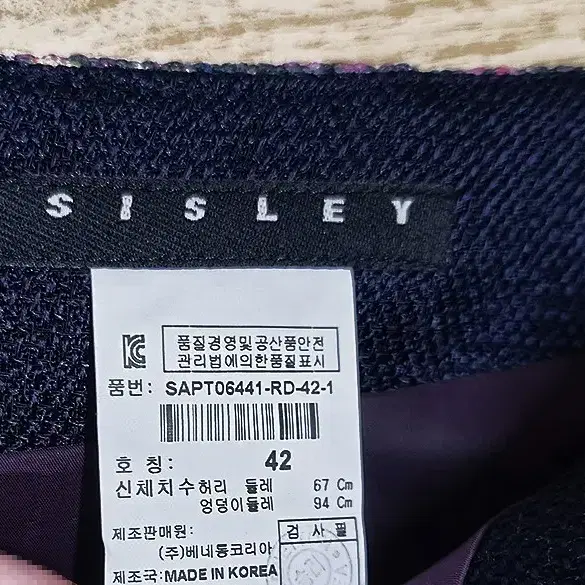 SISLEY
품질경영및공산품안전
관리법에의한품질표시
품번: SAPT06441-RD-42-1
호 칭: 42
신체치수허리 둘레 67 Cm
엉덩이둘레 94 Cm
제조판매원: 검 사 필
(주)베네통코리아
제조국:MADE IN KOREA